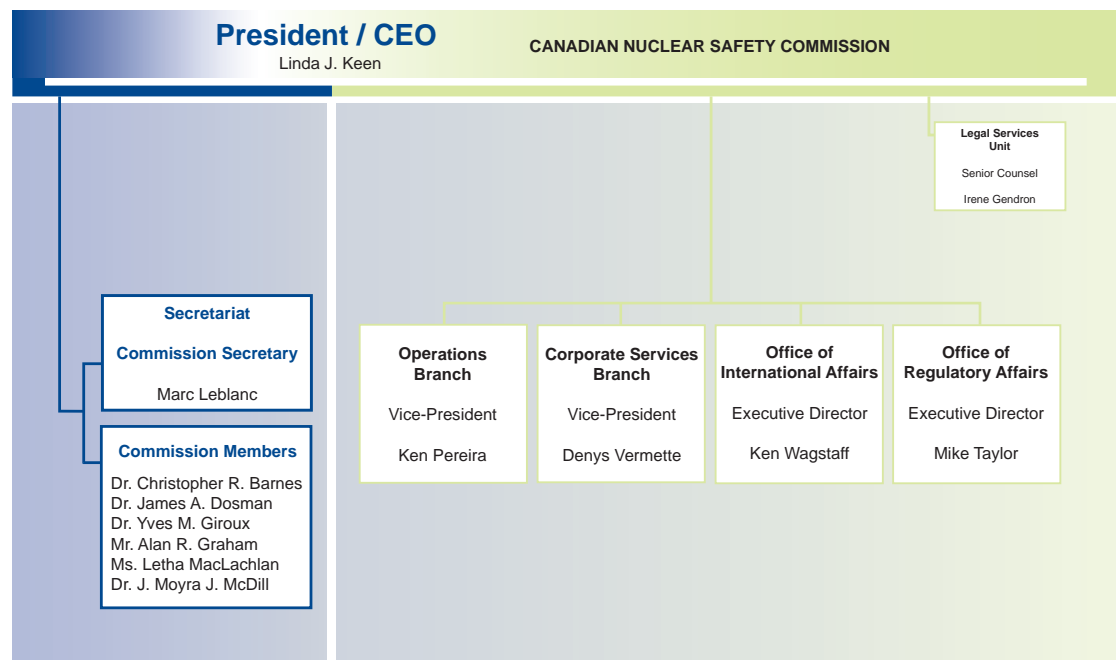 President / CEO
Linda J. Keen
CANADIAN NUCLEAR SAFETY COMMISSION
Legal Services
Unit
Senior Counsel
Irene Gendron
Secretariat
Commission Secretary
Marc Leblanc
Commission Members
Dr. Christopher R. Barnes
Dr. James A. Dosman
Dr. Yves M. Giroux
Mr. Alan R. Graham
Ms. Letha MacLachlan
Dr. J. Moyra J. McDill
Operations
Branch
Vice-President
Ken Pereira
Corporate Services
Branch
Vice-President
Denys Vermette
Office of
International Affairs
Executive Director
Ken Wagstaff
Office of
Regulatory Affairs
Executive Director
Mike Taylor